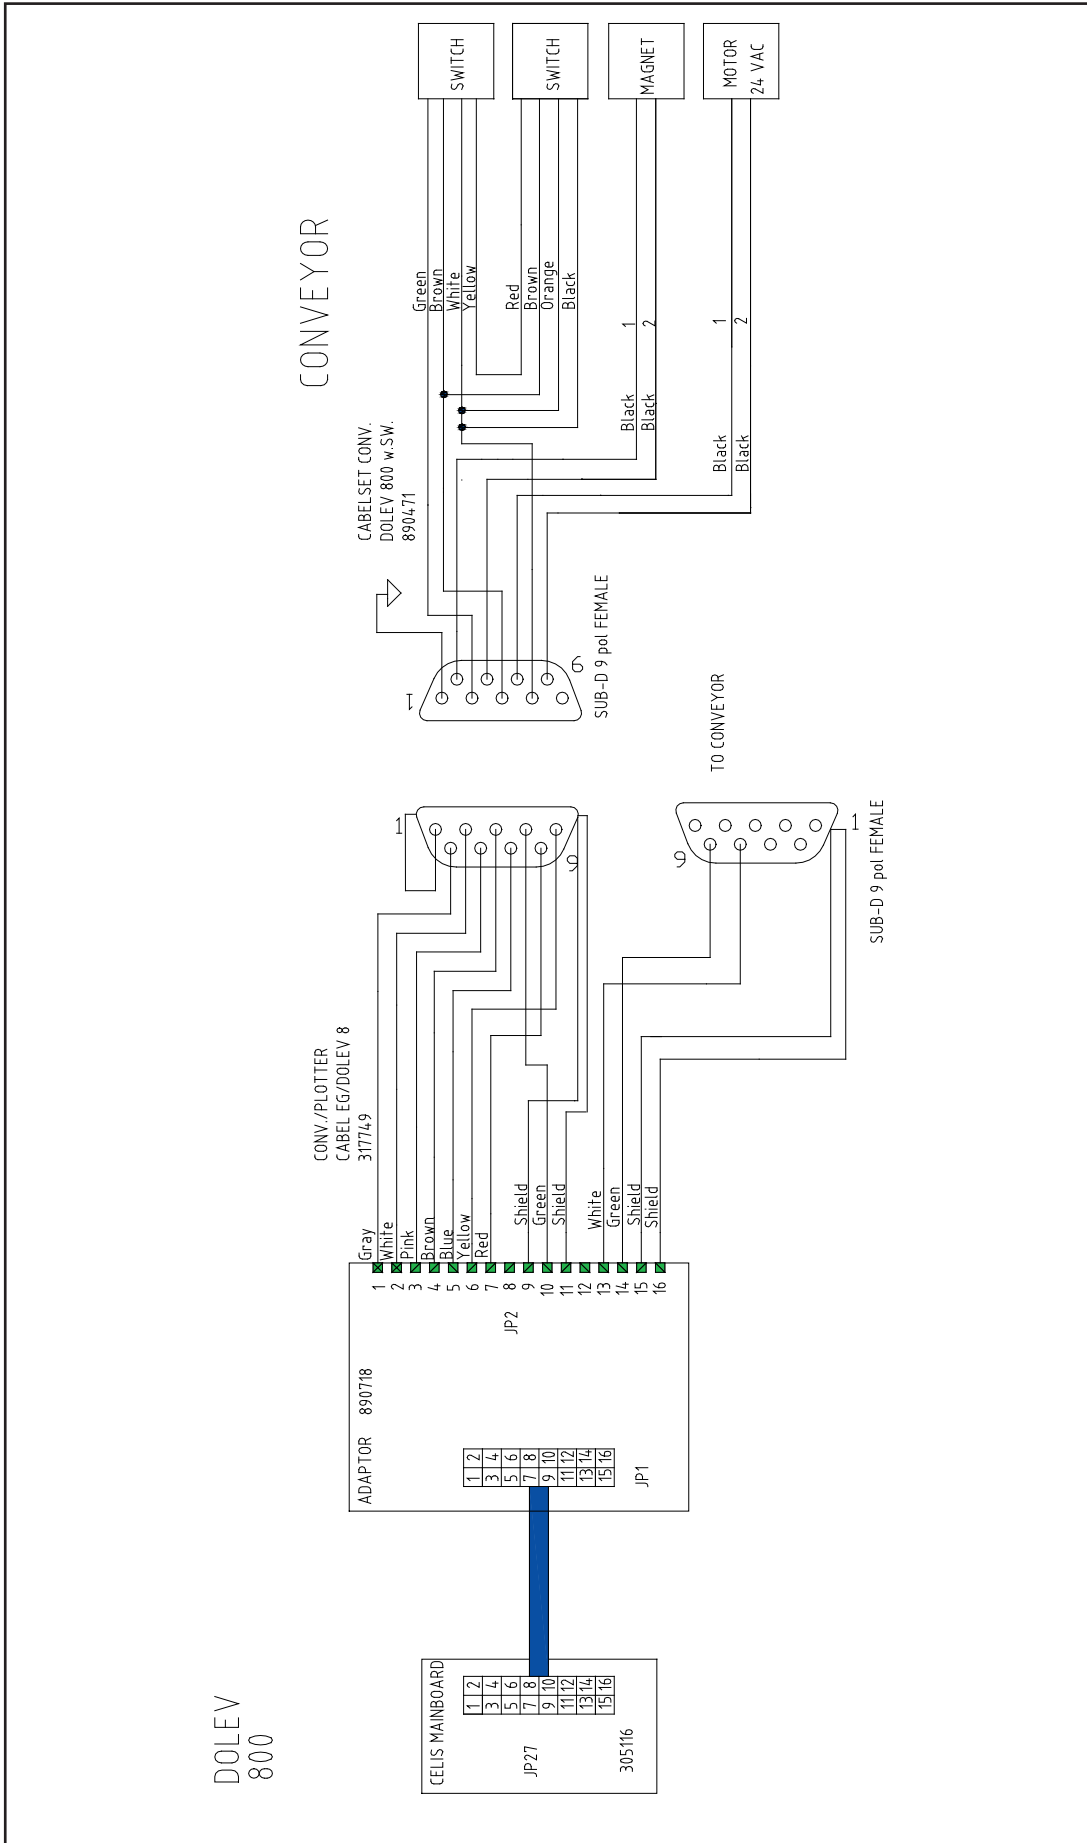 DOLEV
800
CONVEYOR
CELIS MAINBOARD
1 2
3 4
5 6
7 8
9 10
11 12
13 14
15 16
JP27
305116
ADAPTOR 890718
1 2
3 4
5 6
7 8
9 10
11 12
13 14
15 16
JP1
JP2
1
2
3
4
5
6
7
8
9
10
11
12
13
14
15
16
Gray
White
Pink
Brown
Blue
Yellow
Red
Shield
Green
Shield
White
Green
Shield
Shield
CONV./PLOTTER
CABEL EG/DOLEV 8
317749
1
9
9
1
SUB-D 9 pol FEMALE
TO CONVEYOR
1
9
SUB-D 9 pol FEMALE
CABELSET CONV.
DOLEV 800 w.SW.
890471
Green
Brown
White
Yellow
Red
Brown
Orange
Black
Black 1
Black 2
Black 1
Black 2
SWITCH
SWITCH
MAGNET
MOTOR
24 VAC